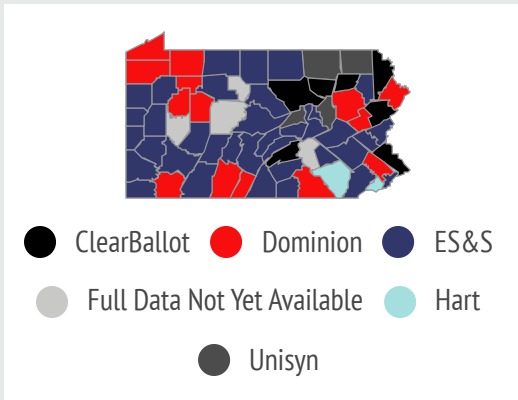 ClearBallot Dominion ES&S
Full Data Not Yet Available Hart
Unisyn